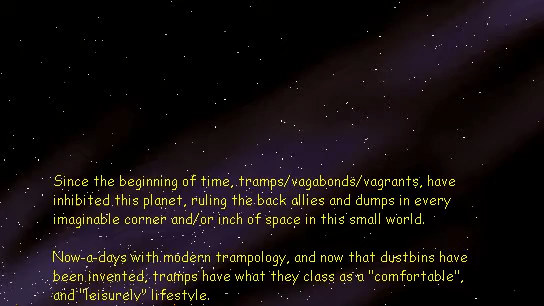 Since the beginning of time, tramps/vagabonds/vagrants, have
inhibited this planet, ruling the back allies and dumps in every
imaginable corner and/or inch of space in this small world.
Now-a-days with modern trampology, and now that dustbins have
been invented, tramps have what they class as a "comfortable",
and "leisurely" lifestyle.